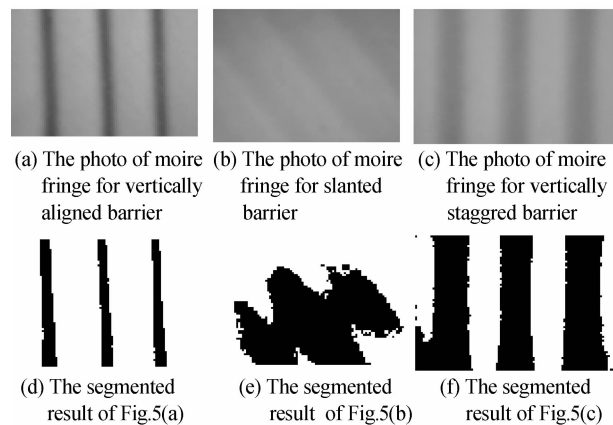 (a) The photo of moire
fringe for vertically
aligned barrier
(b) The photo of moire
fringe for slanted
barrier
(c) The photo of moire
fringe for vertically
staggred barrier
(d) The segmented
result of Fig.5(a)
(e) The segmented
result of Fig.5(b)
(f) The segmented
result of Fig.5(c)